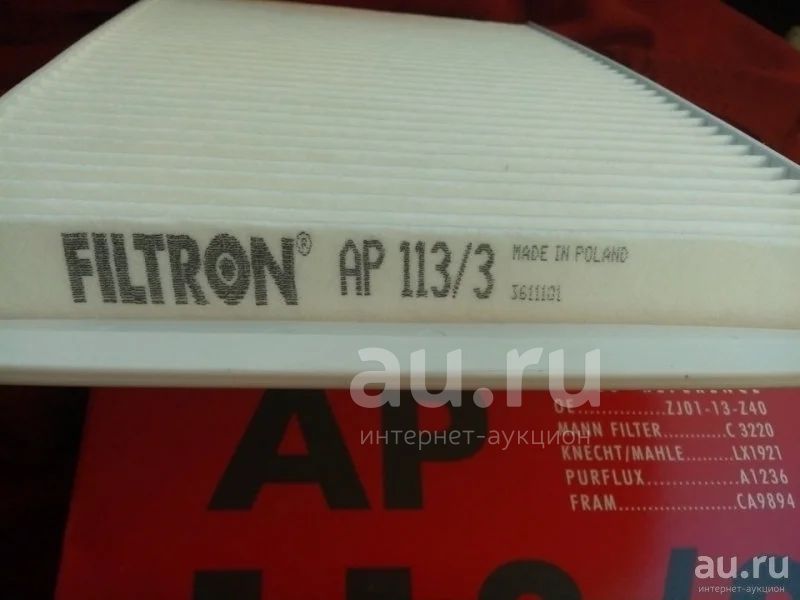 FILTRON® AP 113/3 MADE IN POLAND
3611101
au.ru
интернет-аукцион
AP
OE..............ZJ01-13-Z40
MANN FILTER..........C 3220
KNECHT/MAHLE.......LX1921
PURFLUX..............A1236
FRAM.................CA9894
au.ru
интернет-аукцион